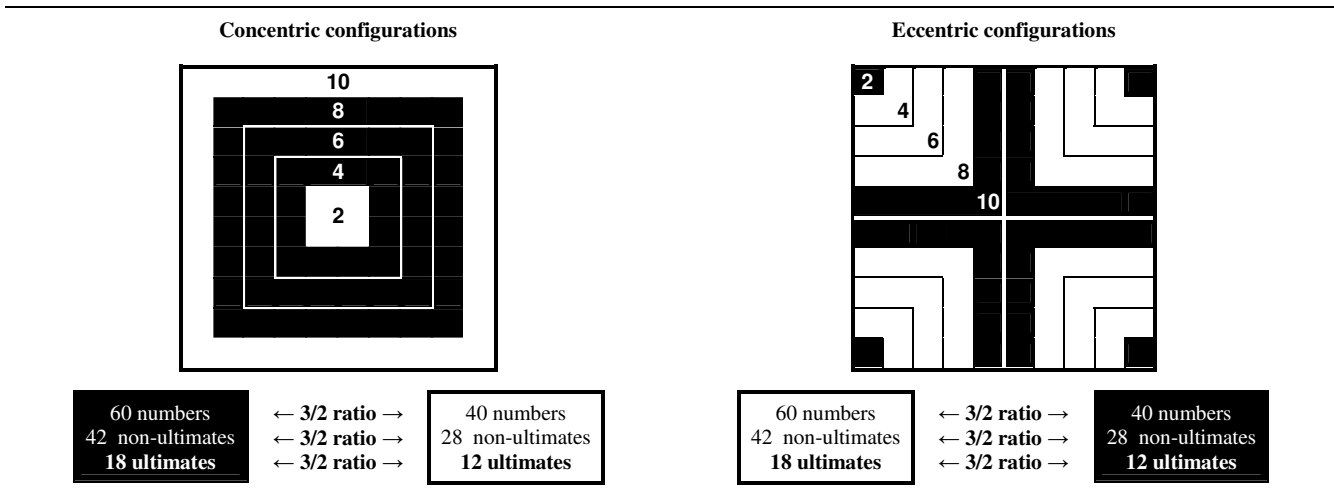 Concentric configurations
10
8
6
4
2
60 numbers
42 non-ultimates
18 ultimates
← 3/2 ratio →
← 3/2 ratio →
← 3/2 ratio →
40 numbers
28 non-ultimates
12 ultimates
Eccentric configurations
2
4
6
8
10
60 numbers
42 non-ultimates
18 ultimates
← 3/2 ratio →
← 3/2 ratio →
← 3/2 ratio →
40 numbers
28 non-ultimates
12 ultimates